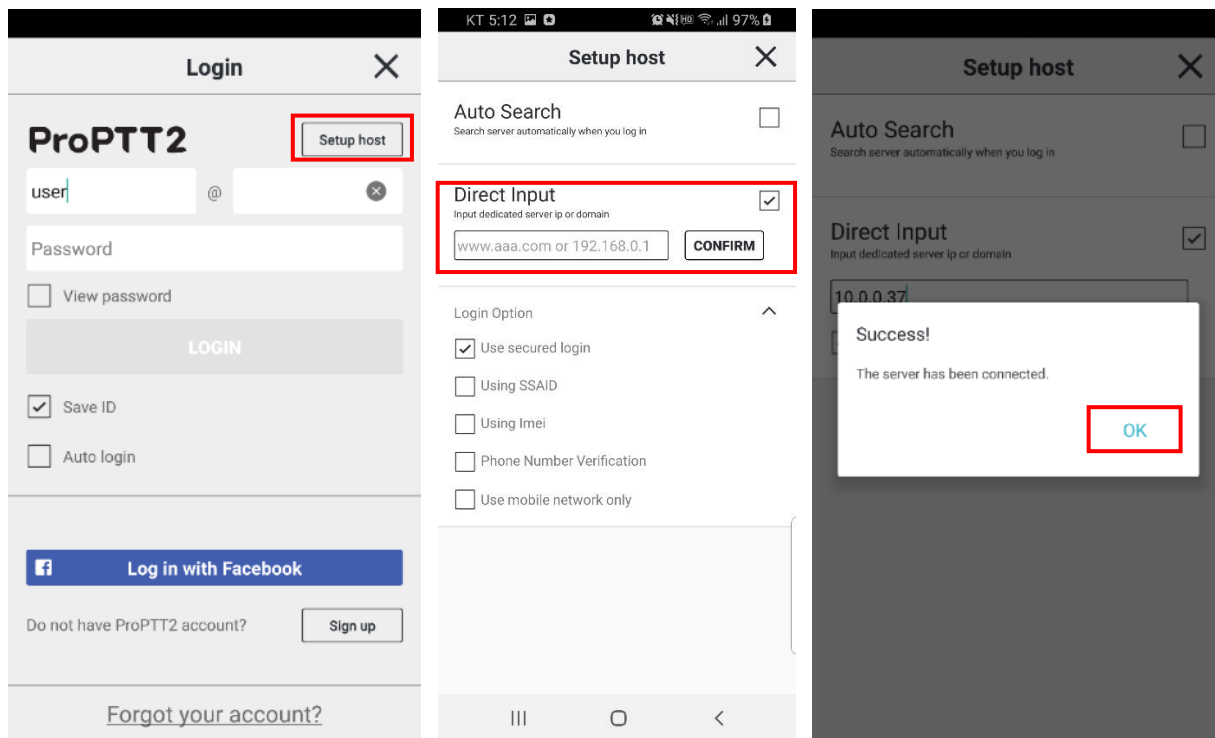 Login
ProPTT2
Setup host
user
@
Password
View password
LOGIN
Save ID
Auto login
Log in with Facebook
Do not have ProPTT2 account?
Sign up
Forgot your account?
KT 5:12
HD
97%
Setup host
Auto Search
Search server automatically when you log in
Direct Input
Input dedicated server ip or domain
www.aaa.com or 192.168.0.1
CONFIRM
Login Option
Use secured login
Using SSAID
Using Imei
Phone Number Verification
Use mobile network only
Setup host
Auto Search
Search server automatically when you log in
Direct Input
Input dedicated server ip or domain
10.0.0.37
Success!
The server has been connected.
OK